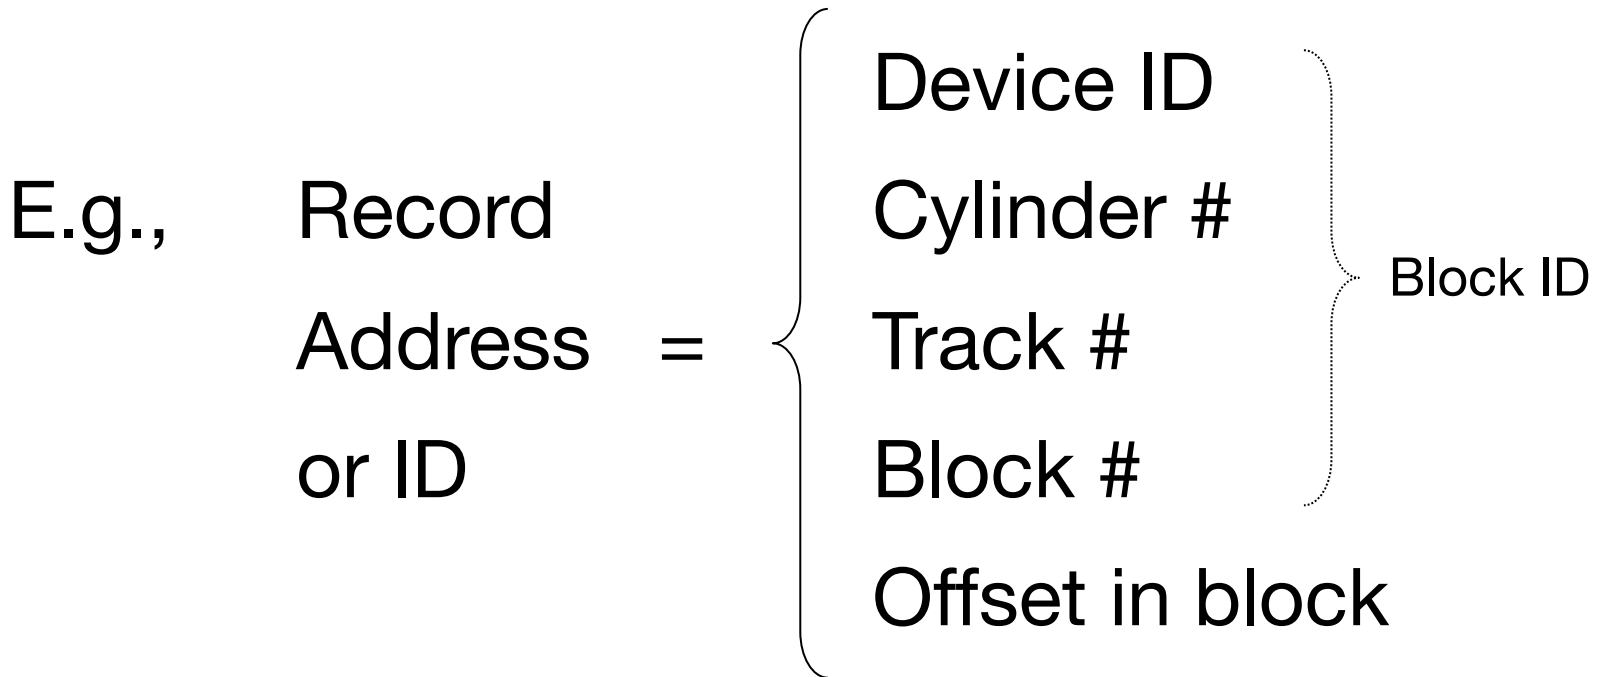 Device ID
E.g., Record Cylinder #
Block ID
Address = Track #
or ID Block #
Offset in block